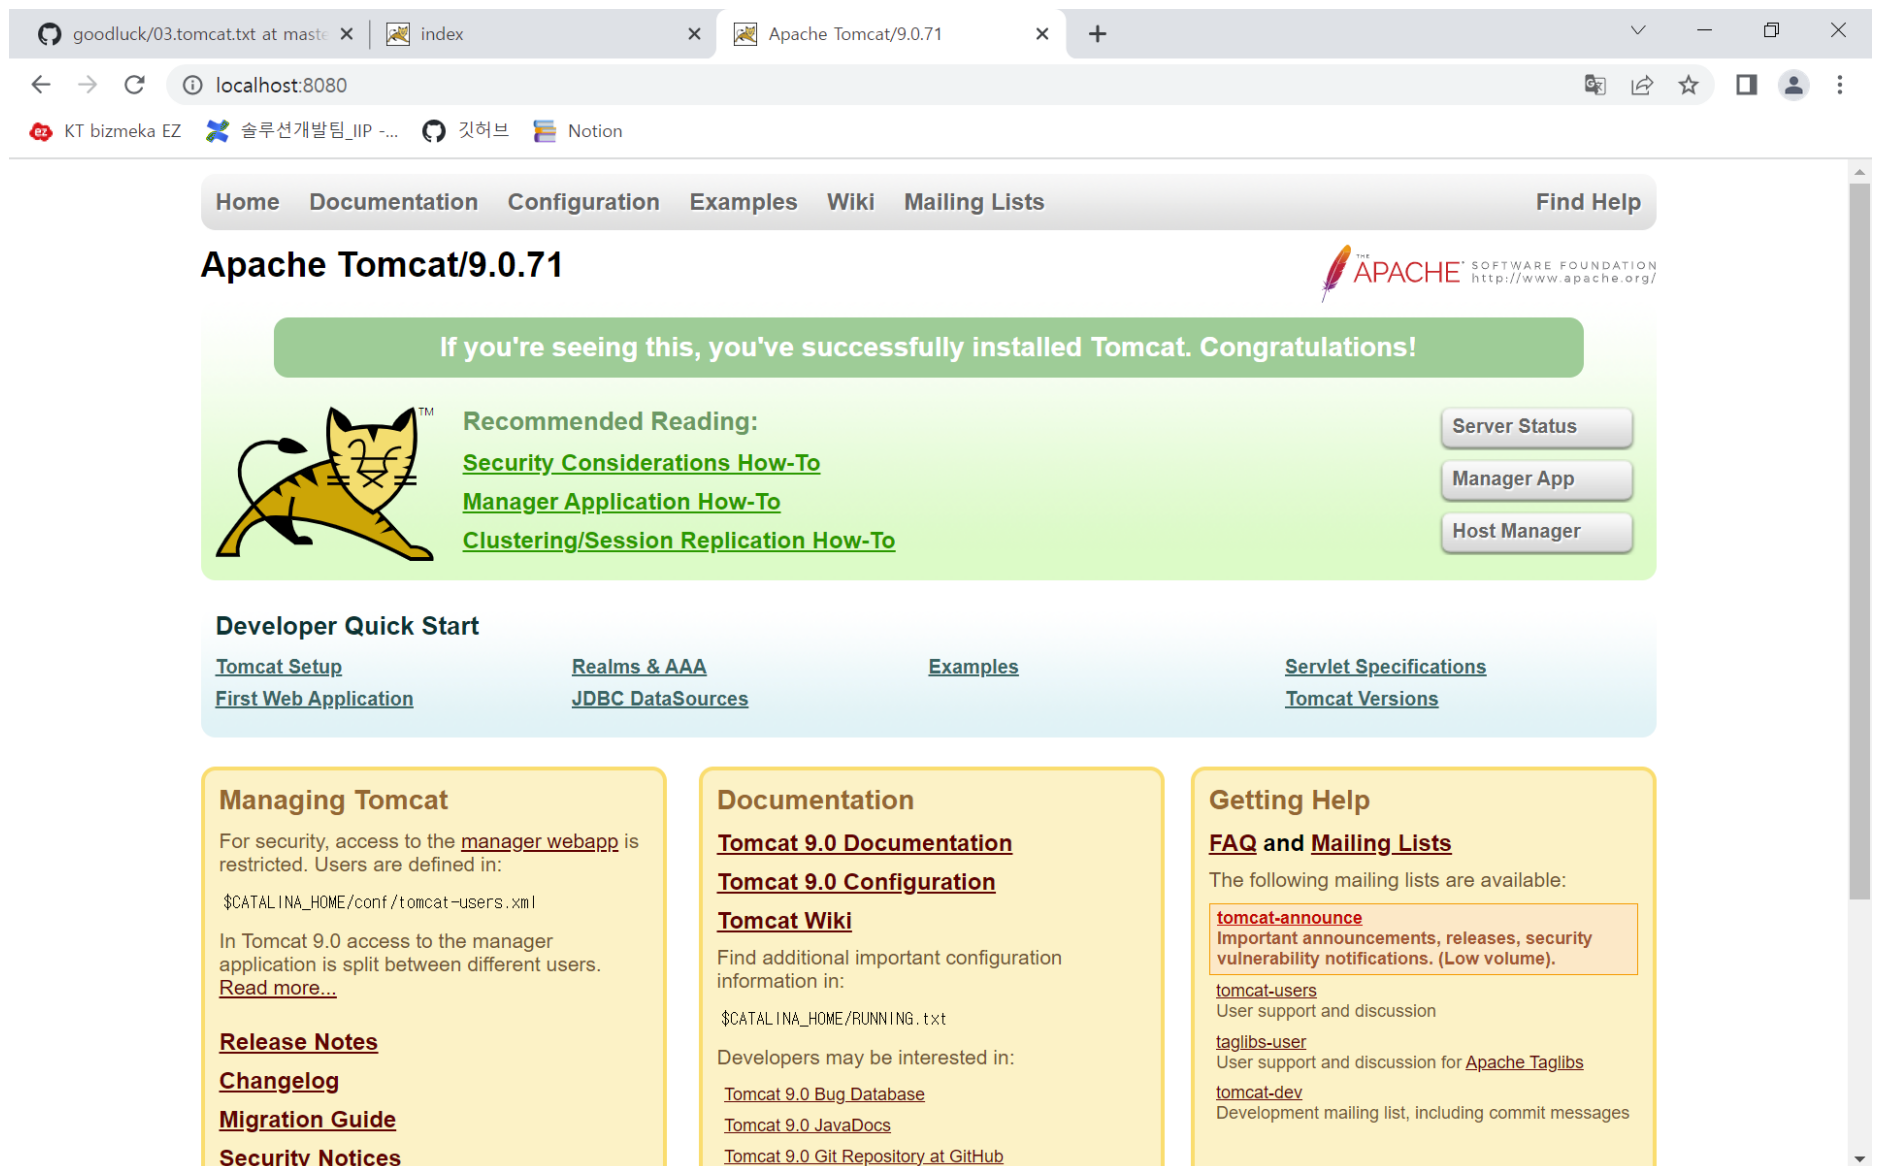 goodluck/03.tomcat.txt at maste
index
Apache Tomcat/9.0.71
localhost:8080
KT bizmeka EZ
솔루션개발팀_IIP -...
깃허브
Notion
Home Documentation Configuration Examples Wiki Mailing Lists Find Help
Apache Tomcat/9.0.71
THE APACHE SOFTWARE FOUNDATION
http://www.apache.org/
If you're seeing this, you've successfully installed Tomcat. Congratulations!
TM
Recommended Reading:
Security Considerations How-To
Manager Application How-To
Clustering/Session Replication How-To
Server Status
Manager App
Host Manager
Developer Quick Start
Tomcat Setup
First Web Application
Realms & AAA
JDBC DataSources
Examples
Servlet Specifications
Tomcat Versions
Managing Tomcat
For security, access to the manager webapp is
restricted. Users are defined in:
$CATALINA_HOME/conf/tomcat-users.xml
In Tomcat 9.0 access to the manager
application is split between different users.
Read more...
Release Notes
Changelog
Migration Guide
Security Notices
Documentation
Tomcat 9.0 Documentation
Tomcat 9.0 Configuration
Tomcat Wiki
Find additional important configuration
information in:
$CATALINA_HOME/RUNNING.txt
Developers may be interested in:
Tomcat 9.0 Bug Database
Tomcat 9.0 JavaDocs
Tomcat 9.0 Git Repository at GitHub
Getting Help
FAQ and Mailing Lists
The following mailing lists are available:
tomcat-announce
Important announcements, releases, security
vulnerability notifications. (Low volume).
tomcat-users
User support and discussion
taglibs-user
User support and discussion for Apache Taglibs
tomcat-dev
Development mailing list, including commit messages